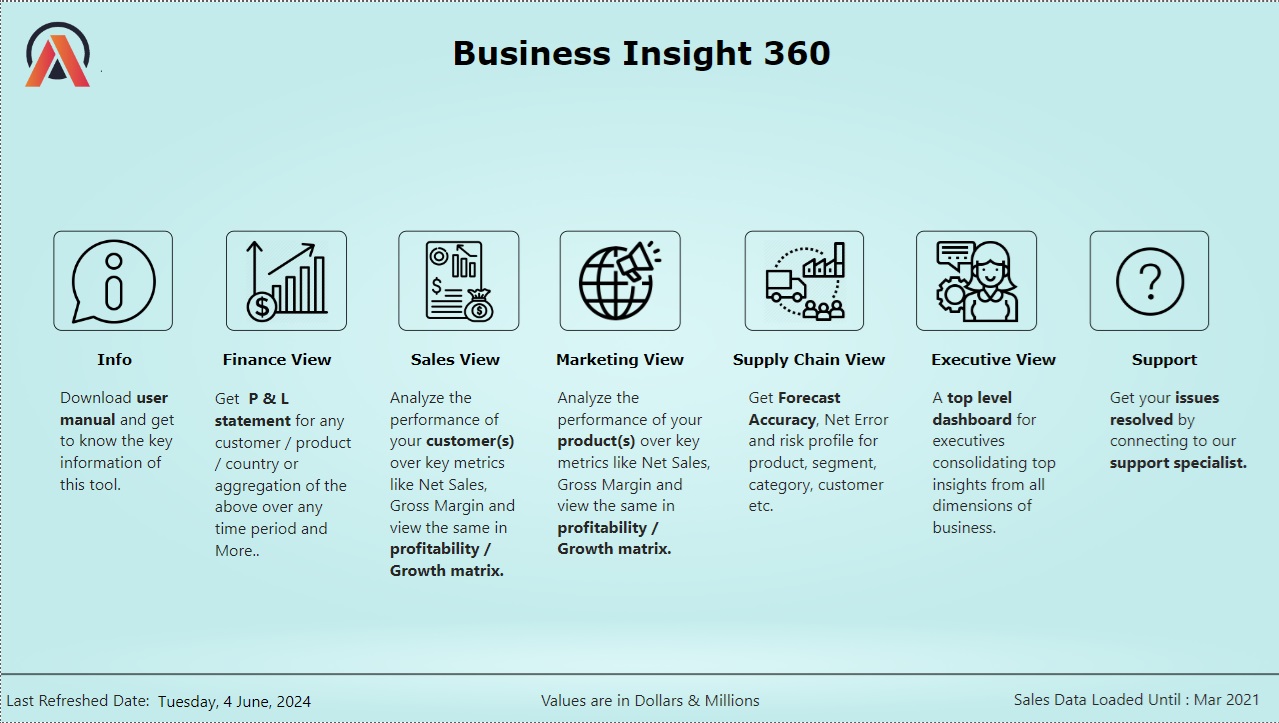 Business Insight 360
Info
Download user
manual and get
to know the key
information of
this tool.
Finance View
Get  P & L
statement for any
customer / product
/ country or
aggregation of the
above over any
time period and
More..
Sales View
Analyze the
performance of
your customer(s)
over key metrics
like Net Sales,
Gross Margin and
view the same in
profitability /
Growth matrix.
Marketing View
Analyze the
performance of your
product(s) over key
metrics like Net Sales,
Gross Margin and
view the same in
profitability /
Growth matrix.
Supply Chain View
Get Forecast
Accuracy, Net Error
and risk profile for
product, segment,
category, customer
etc.
Executive View
A top level
dashboard for
executives
consolidating top
insights from all
dimensions of
business.
Support
Get your issues
resolved by
connecting to our
support specialist.
Last Refreshed Date: Tuesday, 4 June, 2024
Values are in Dollars & Millions
Sales Data Loaded Until : Mar 2021